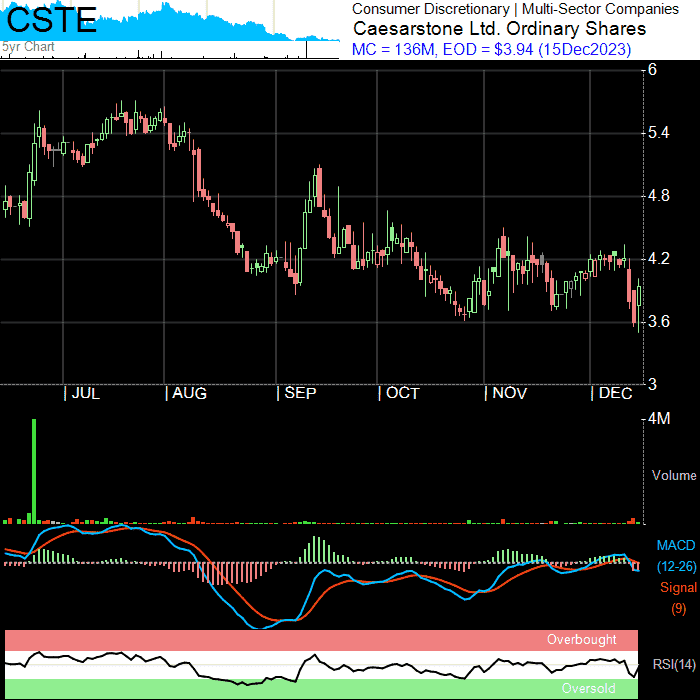 CSTE
5yr Chart
Consumer Discretionary | Multi-Sector Companies
Caesarstone Ltd. Ordinary Shares
MC = 136M, EOD = $3.94 (15Dec2023)
6
5.4
4.8
4.2
3.6
3
JUL AUG SEP OCT NOV DEC
4M
Volume
MACD
(12-26)
Signal
(9)
Overbought
RSI(14)
Oversold